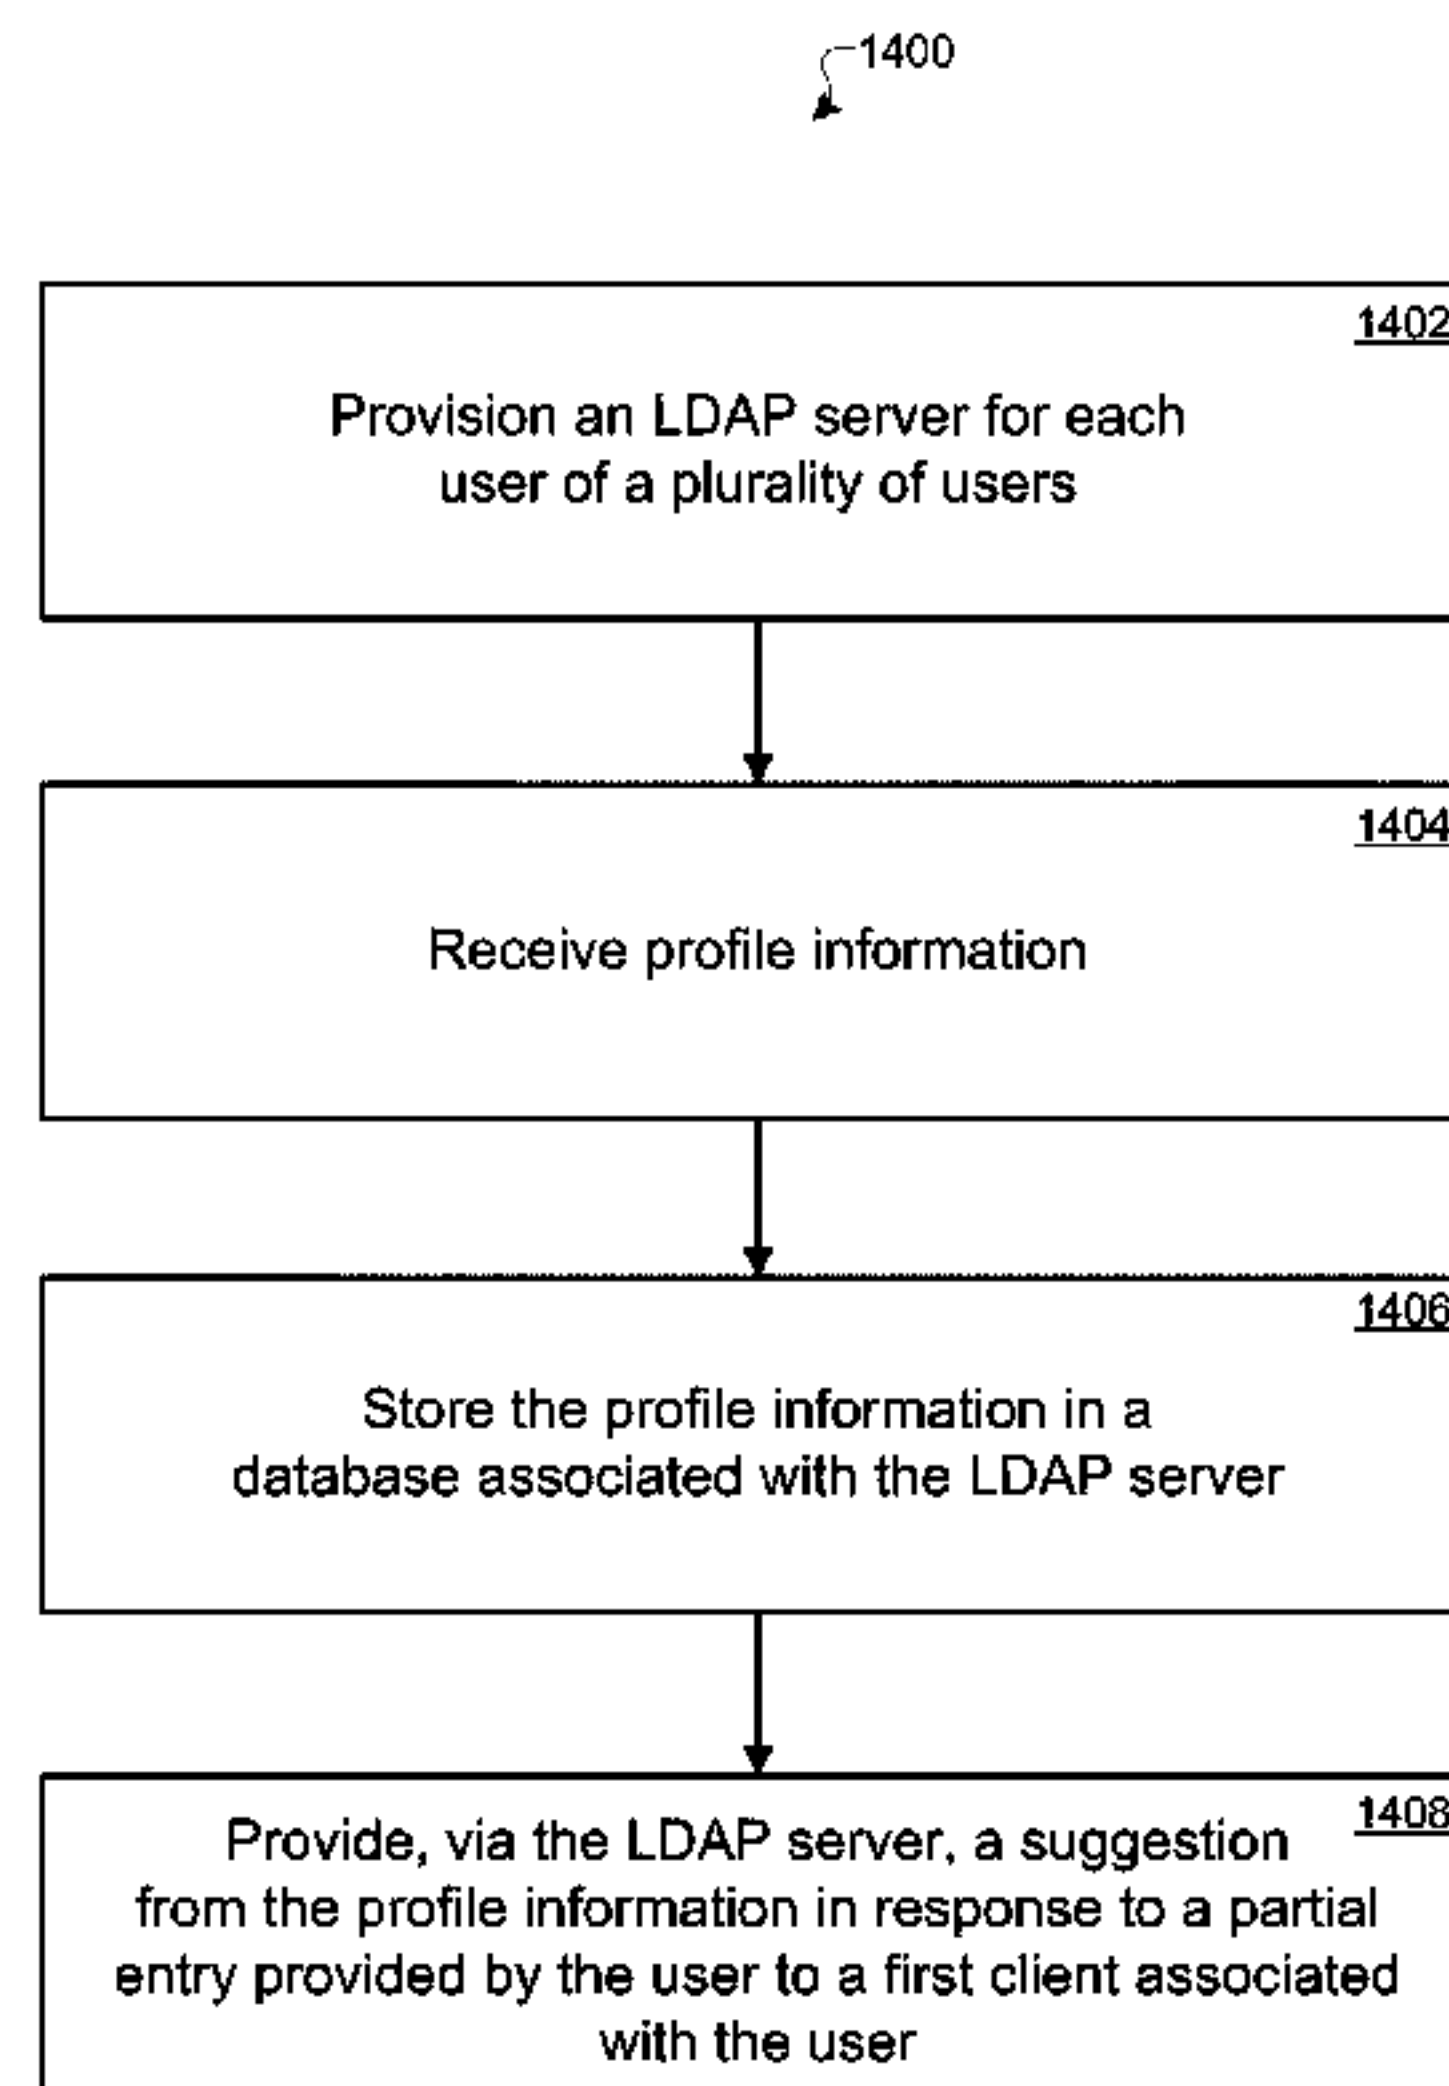 1400
1402
Provision an LDAP server for each
user of a plurality of users
1404
Receive profile information
1406
Store the profile information in a
database associated with the LDAP server
1408
Provide, via the LDAP server, a suggestion
from the profile information in response to a partial
entry provided by the user to a first client associated
with the user